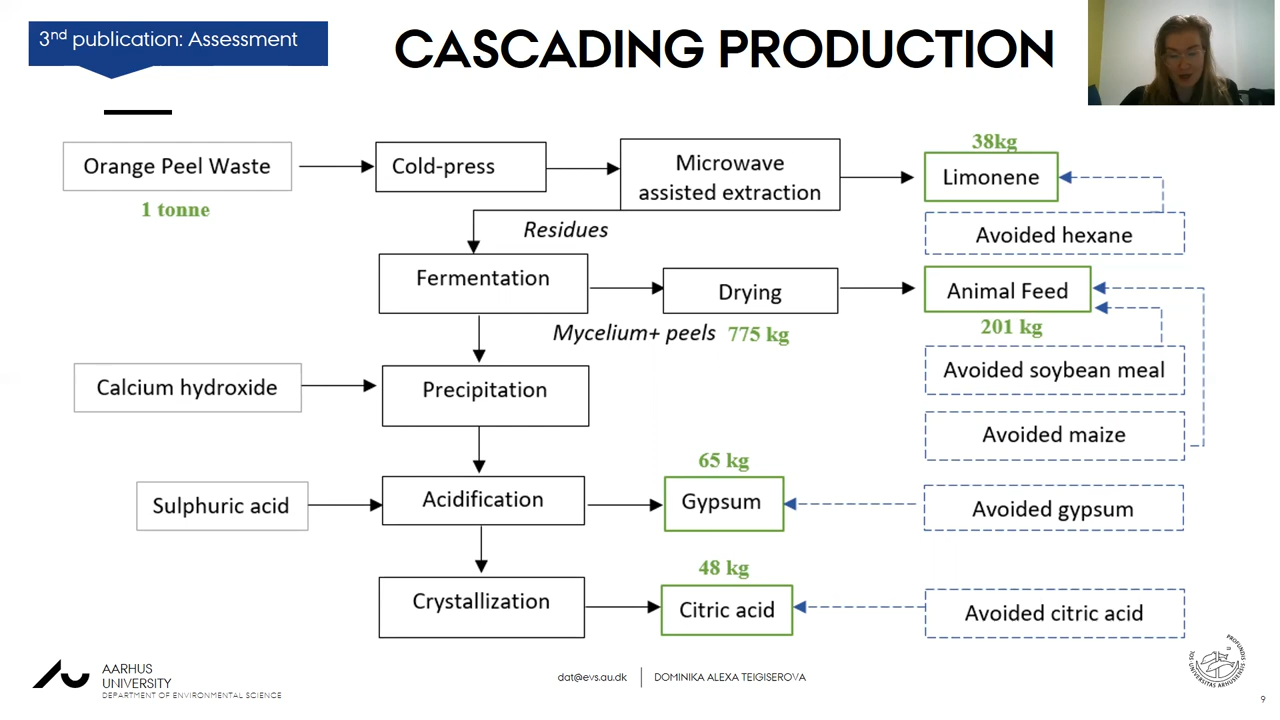 3nd publication: Assessment
CASCADING PRODUCTION
Orange Peel Waste
1 tonne
Cold-press
Microwave
assisted extraction
38kg
Limonene
Avoided hexane
Residues
Fermentation
Drying
Animal Feed
201 kg
Mycelium+ peels 775 kg
Avoided soybean meal
Calcium hydroxide
Precipitation
Avoided maize
Sulphuric acid
Acidification
65 kg
Gypsum
Avoided gypsum
Crystallization
48 kg
Citric acid
Avoided citric acid
AARHUS
UNIVERSITY
DEPARTMENT OF ENVIRONMENTAL SCIENCE
dat@evs.au.dk
DOMINIKA ALEXA TEIGISEROVA
9